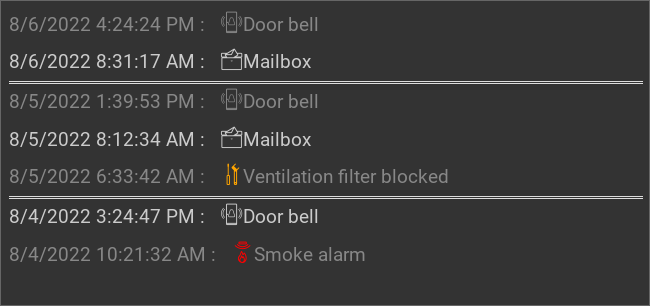 8/6/2022 4:24:24 PM : Door bell
8/6/2022 8:31:17 AM : Mailbox
8/5/2022 1:39:53 PM : Door bell
8/5/2022 8:12:34 AM : Mailbox
8/5/2022 6:33:42 AM : Ventilation filter blocked
8/4/2022 3:24:47 PM : Door bell
8/4/2022 10:21:32 AM : Smoke alarm